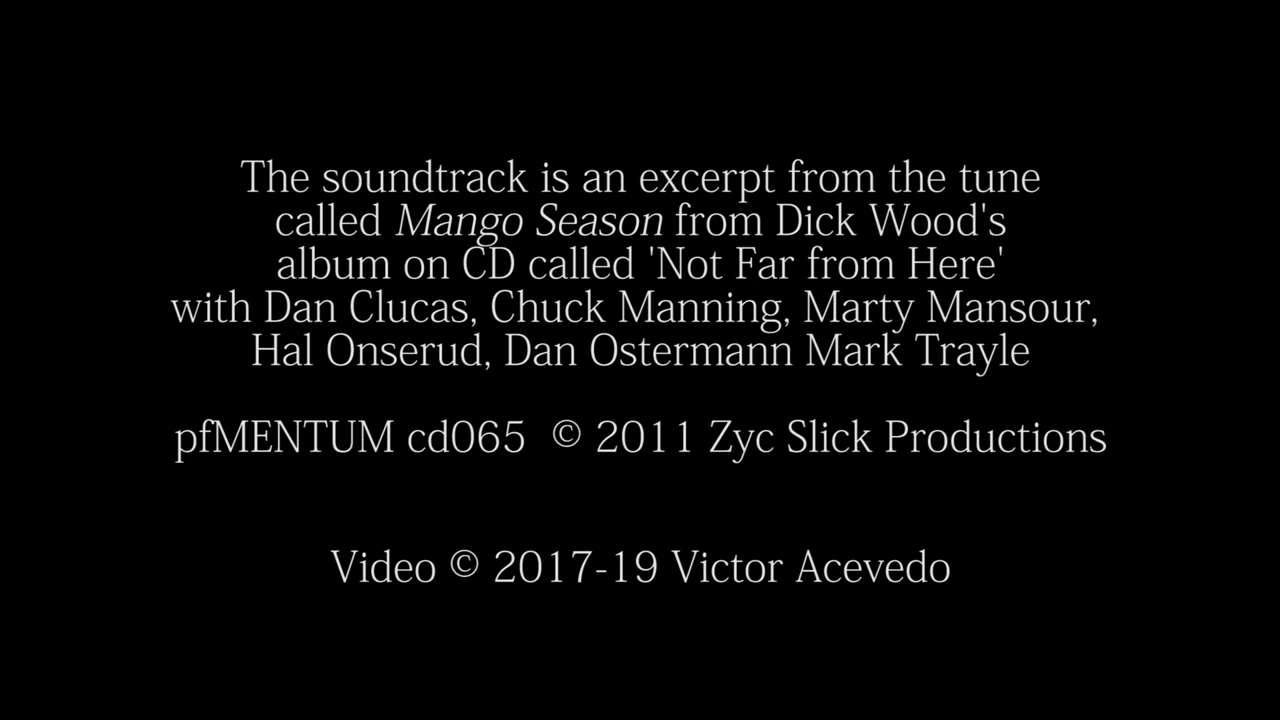 The soundtrack is an excerpt from the tune
called Mango Season from Dick Wood's
album on CD called 'Not Far from Here'
with Dan Clucas, Chuck Manning, Marty Mansour,
Hal Onserud, Dan Ostermann Mark Trayle
pfMENTUM cd065  © 2011 Zyc Slick Productions
Video © 2017-19 Victor Acevedo